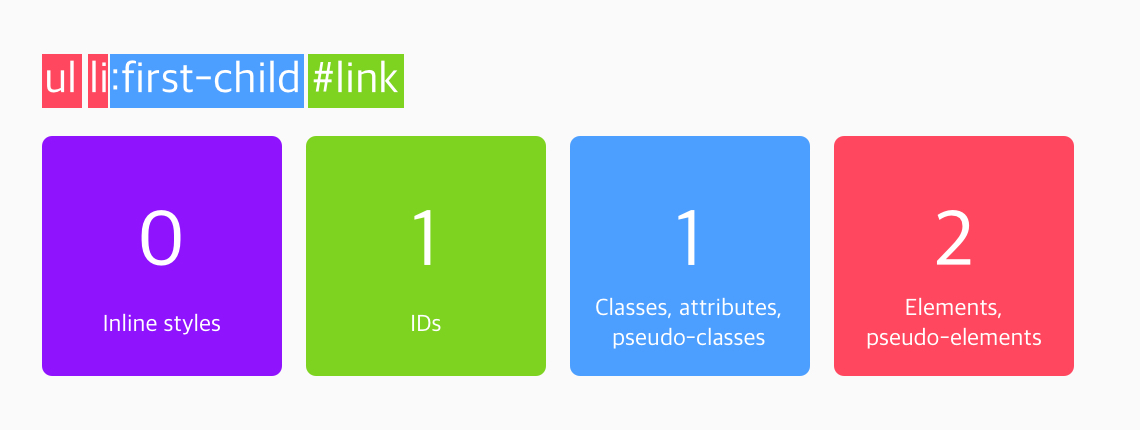 ul li:first-child #link
0
Inline styles
1
IDs
1
Classes, attributes,
pseudo-classes
2
Elements,
pseudo-elements